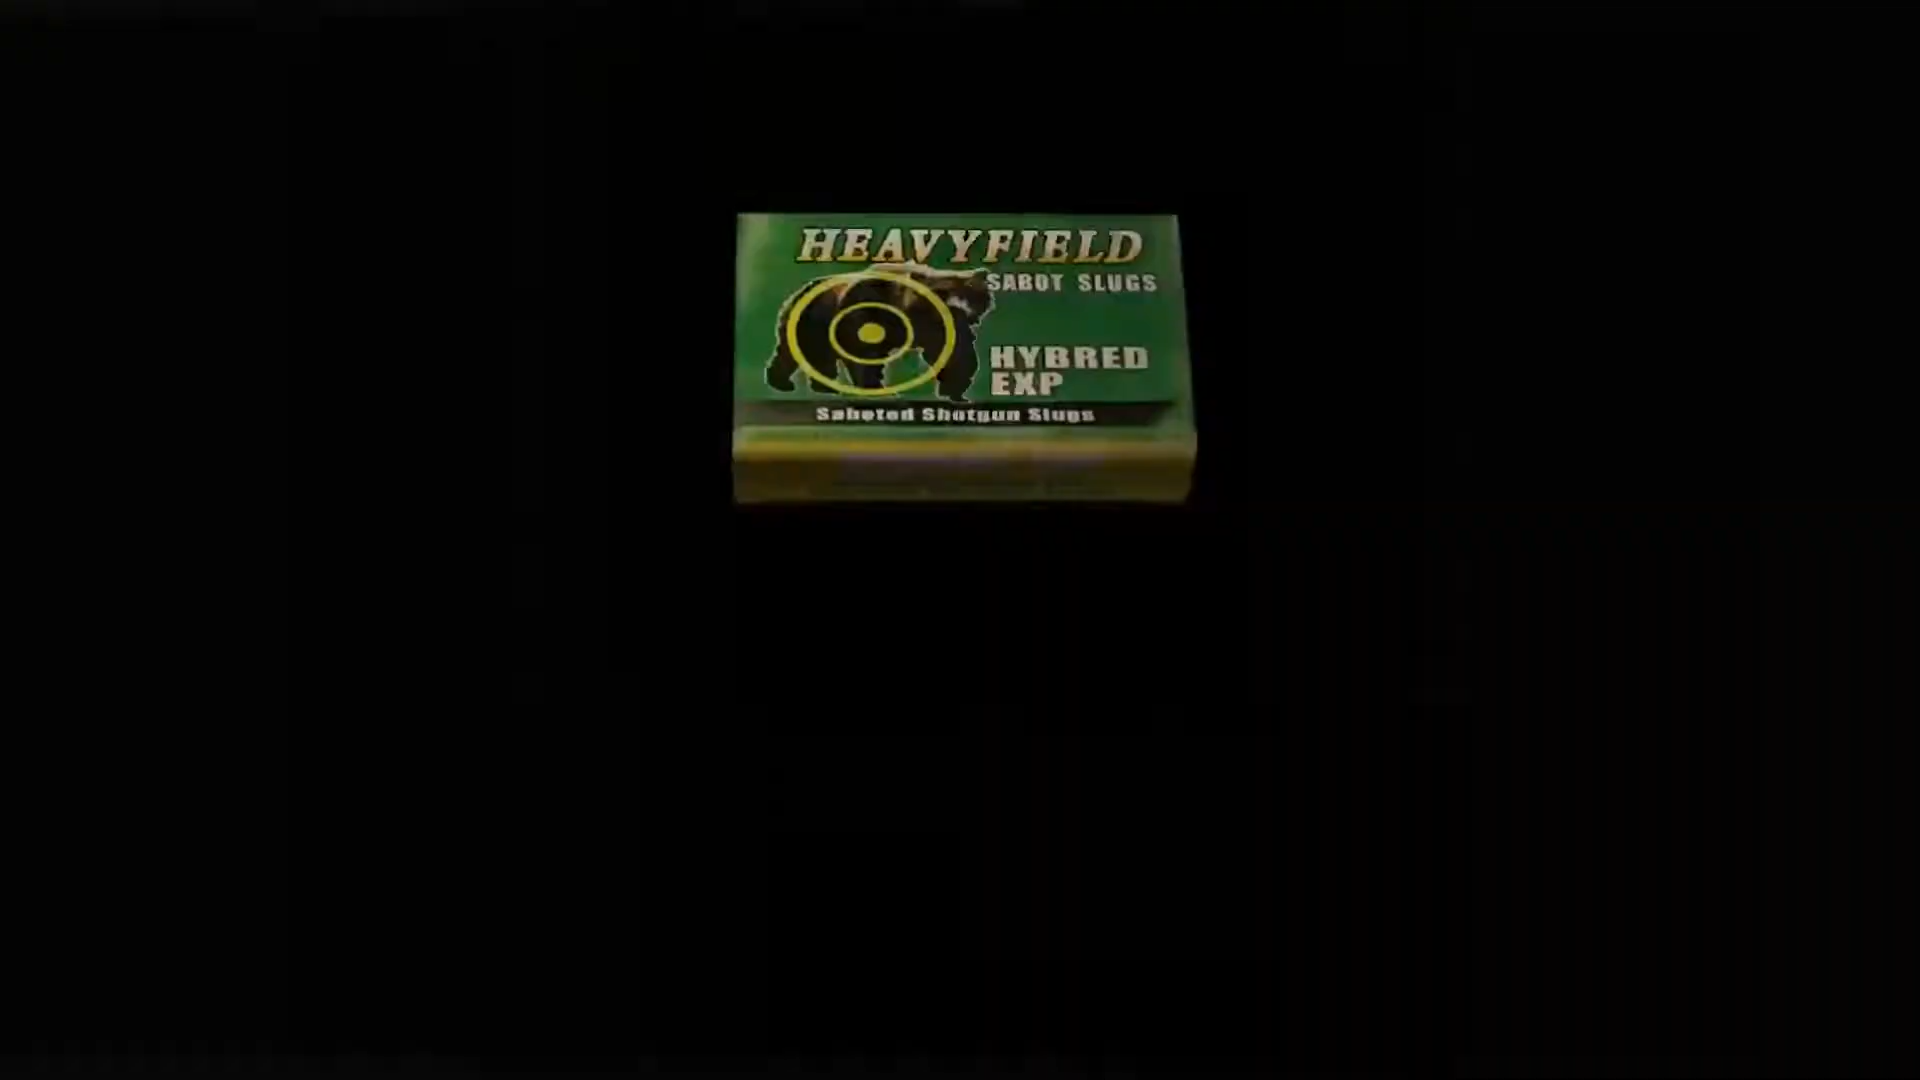 HEAVYFIELD
SABOT SLUGS
HYBRED
EXP
Saboted Shotgun Slugs